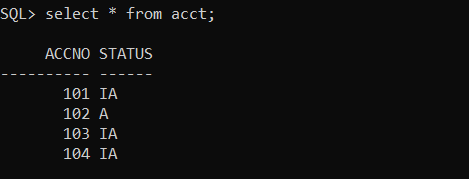 SQL> select * from acct;
ACCNO STATUS
---------- ------
101 IA
102 A
103 IA
104 IA